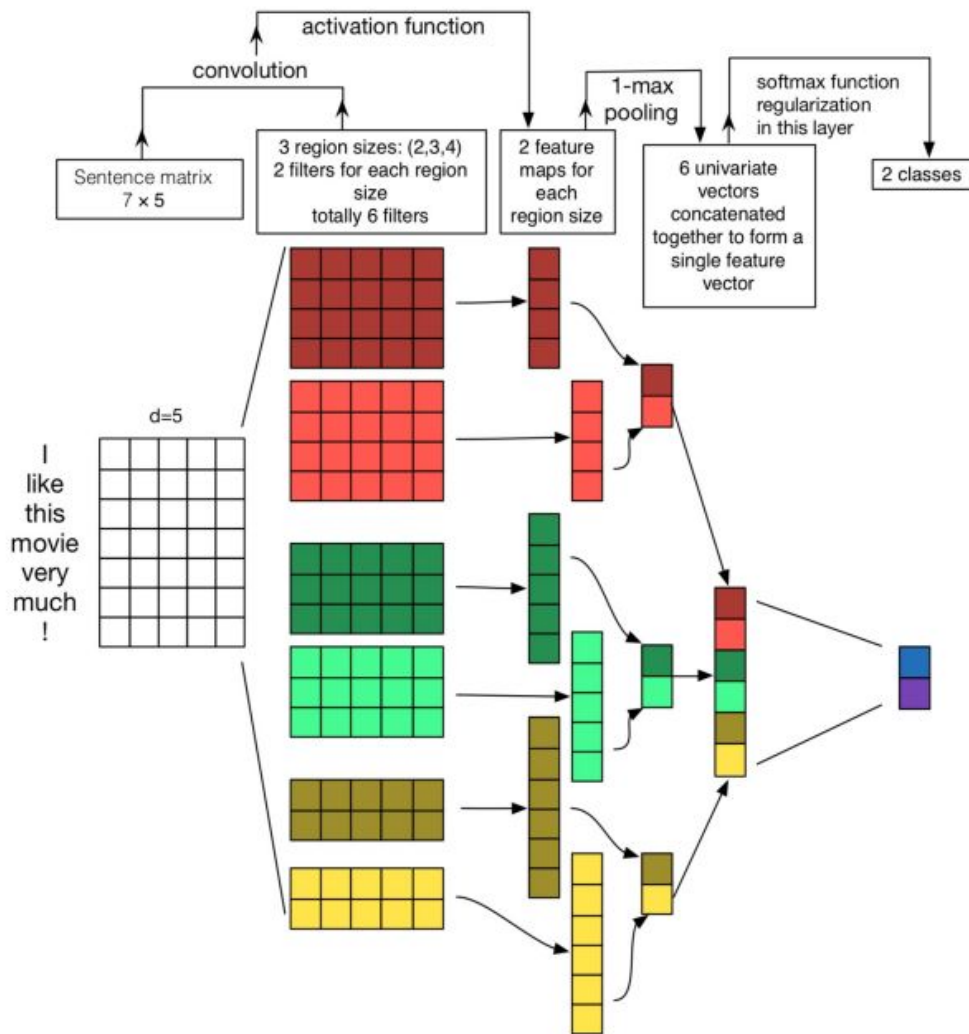 activation function
convolution
1-max
pooling
softmax function
regularization
in this layer
Sentence matrix
7 × 5
3 region sizes: (2,3,4)
2 filters for each region
size
totally 6 filters
2 feature
maps for
each
region size
6 univariate
vectors
concatenated
together to form a
single feature
vector
2 classes
d=5
I
like
this
movie
very
much
!